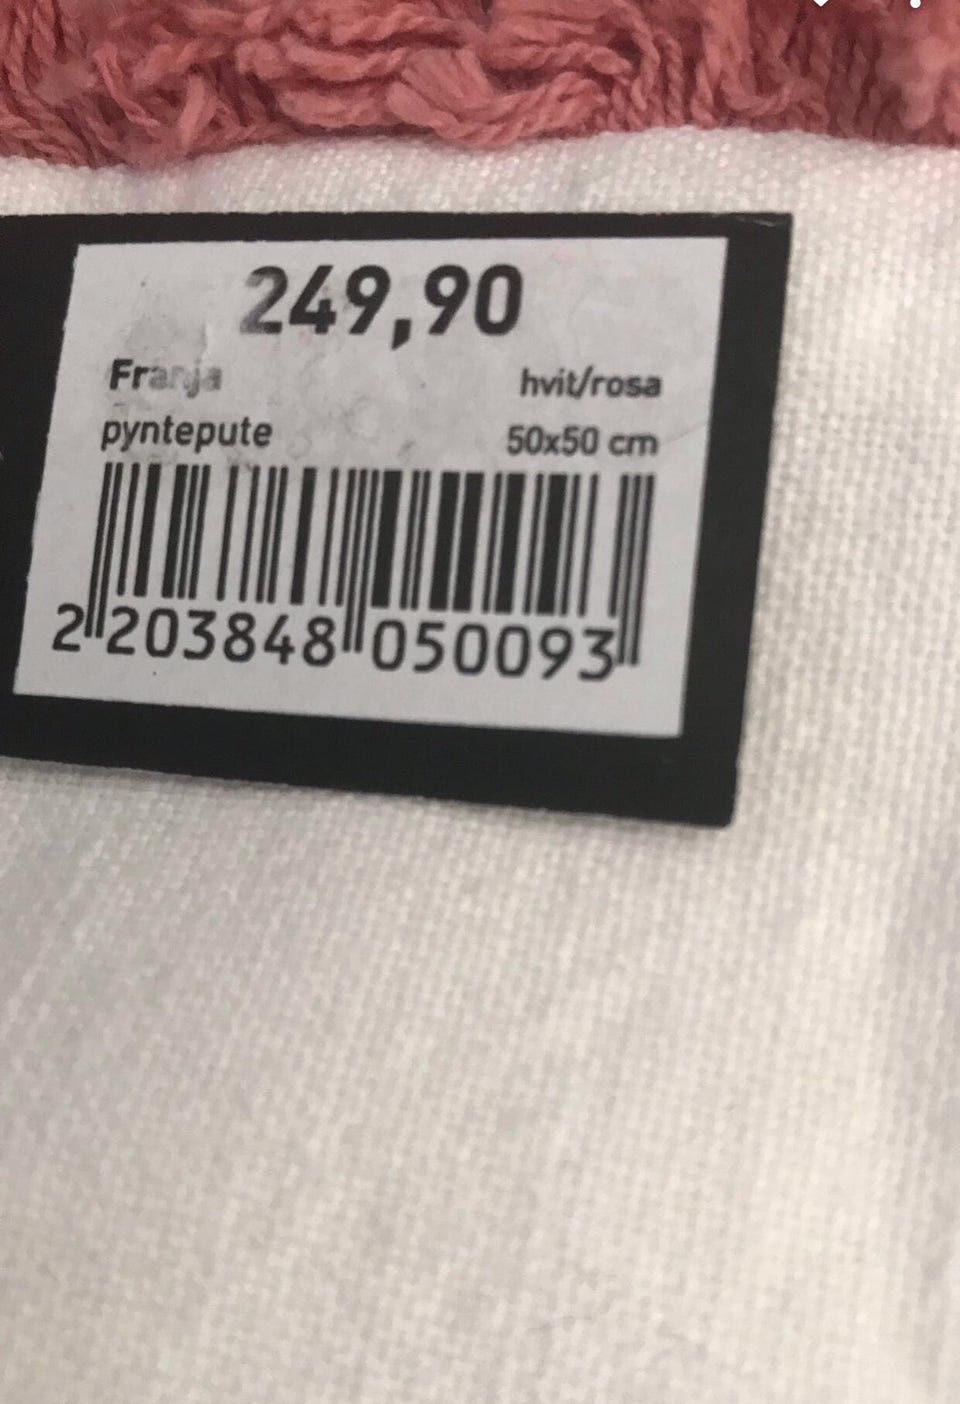 249,90
Franja hvit/rosa
pyntepute 50x50 cm
2 203848 050093